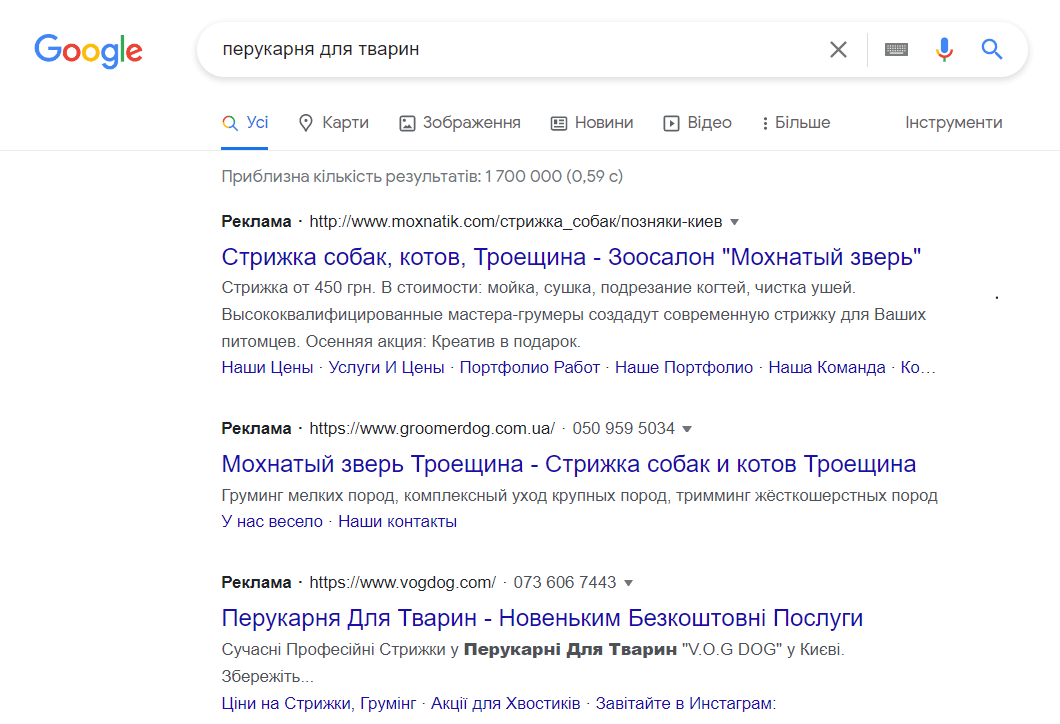 Google
перукарня для тварин
Усі Карти Зображення Новини Відео Більше Інструменти
Приблизна кількість результатів: 1 700 000 (0,59 с)
Реклама · http://www.moxnatik.com/стрижка_собак/позняки-киев
Стрижка собак, котов, Троещина - Зоосалон "Мохнатый зверь"
Стрижка от 450 грн. В стоимости: мойка, сушка, подрезание когтей, чистка ушей.
Высококвалифицированные мастера-грумеры создадут современную стрижку для Ваших
питомцев. Осенняя акция: Креатив в подарок.
Наши Цены · Услуги И Цены · Портфолио Работ · Наше Портфолио · Наша Команда · Ко...
Реклама · https://www.groomerdog.com.ua/ · 050 959 5034
Мохнатый зверь Троещина - Стрижка собак и котов Троещина
Груминг мелких пород, комплексный уход крупных пород, тримминг жёсткошерстных пород
У нас весело · Наши контакты
Реклама · https://www.vogdog.com/ · 073 606 7443
Перукарня Для Тварин - Новеньким Безкоштовні Послуги
Сучасні Професійні Стрижки у Перукарні Для Тварин "V.O.G DOG" у Києві.
Збережіть...
Ціни на Стрижки, Грумінг · Акції для Хвостиків · Завітайте в Инстаграм: